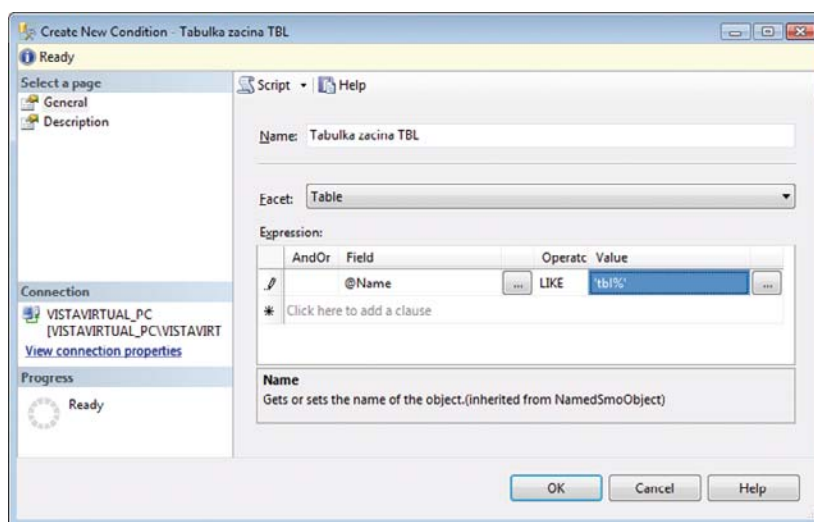 Create New Condition - Tabulka zacina TBL
Ready
Select a page
General
Description
Script
Help
Name: Tabulka zacina TBL
Facet: Table
Expression:
AndOr Field Operatc Value
@Name ... LIKE 'tbl%' ...
Click here to add a clause
Connection
VISTAVIRTUAL_PC
[VISTAVIRTUAL_PC\VISTAVIRT
View connection properties
Progress
Ready
Name
Gets or sets the name of the object.(inherited from NamedSmoObject)
OK Cancel Help